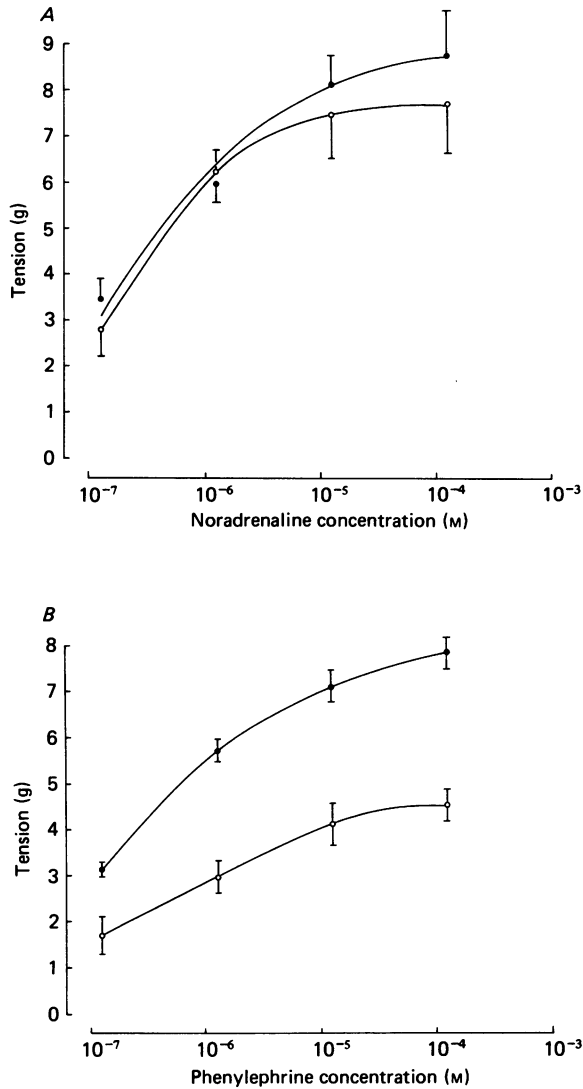 A
9
8
7
6
5
4
3
2
1
0
Tension (g)
10⁻⁷ 10⁻⁶ 10⁻⁵ 10⁻⁴ 10⁻³
Noradrenaline concentration (M)
B
8
7
6
5
4
3
2
1
0
Tension (g)
10⁻⁷ 10⁻⁶ 10⁻⁵ 10⁻⁴ 10⁻³
Phenylephrine concentration (M)